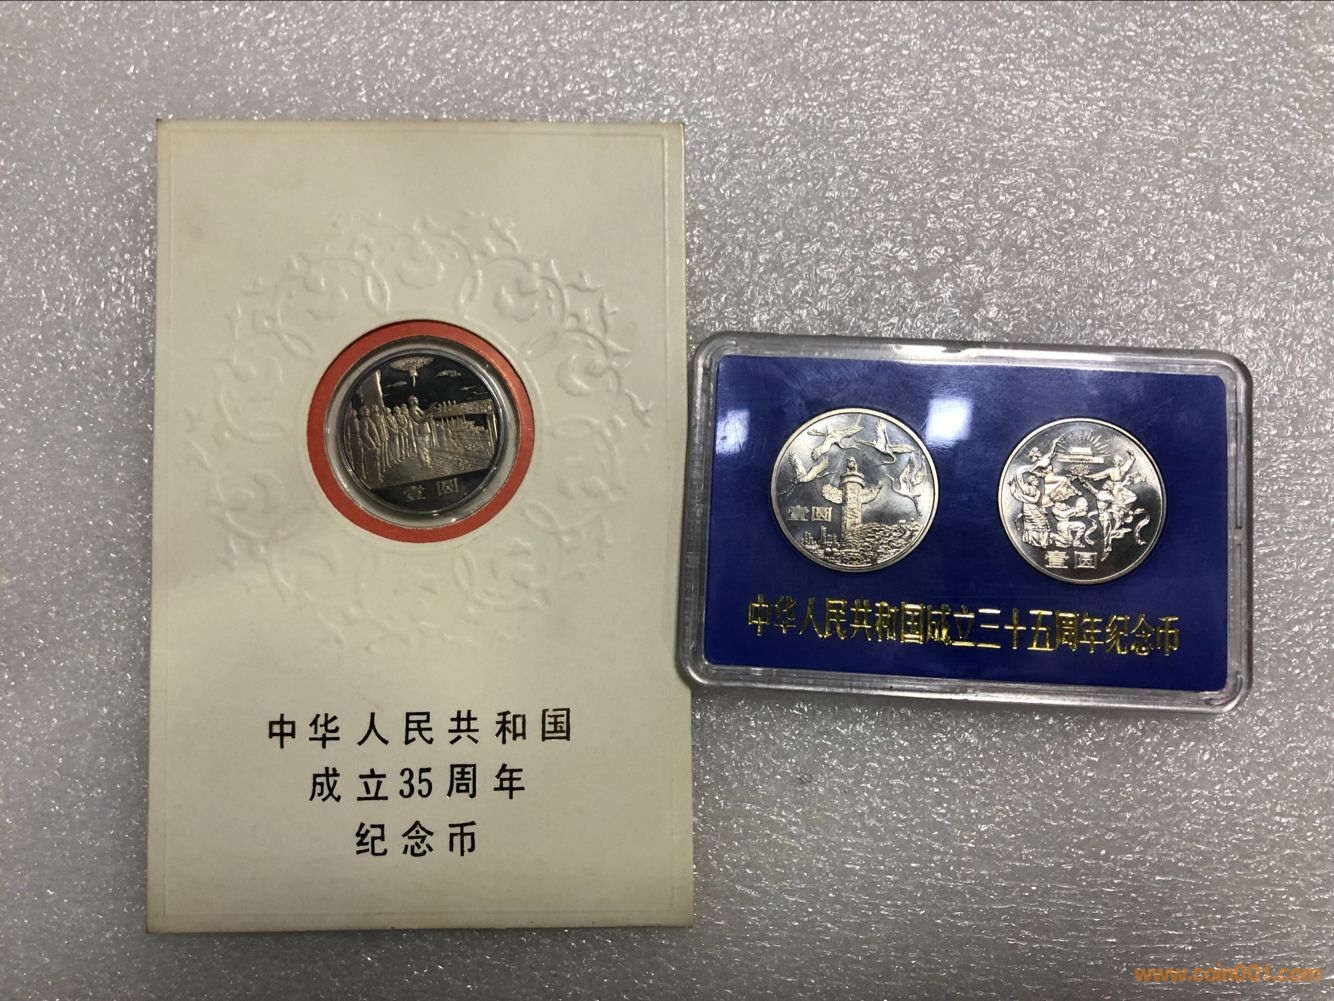 壹圆
中华人民共和国
成立35周年
纪念币
壹圆
壹圆
中华人民共和国成立三十五周年纪念币
www.coin001.com